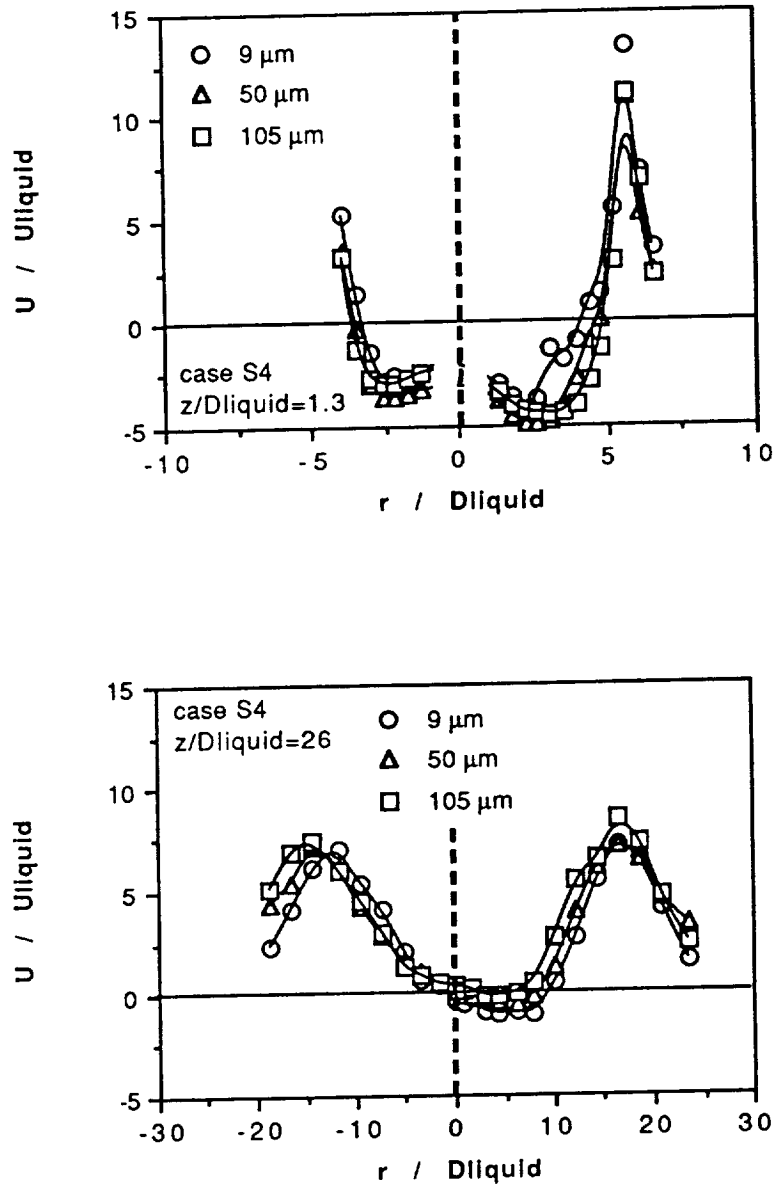 15
10
5
0
-5
U / Uliquid
9 µm
50 µm
105 µm
case S4
z/Dliquid=1.3
-10 -5 0 5 10
r / Dliquid
15
10
5
0
-5
U / Uliquid
case S4
z/Dliquid=26
9 µm
50 µm
105 µm
-30 -20 -10 0 10 20 30
r / Dliquid